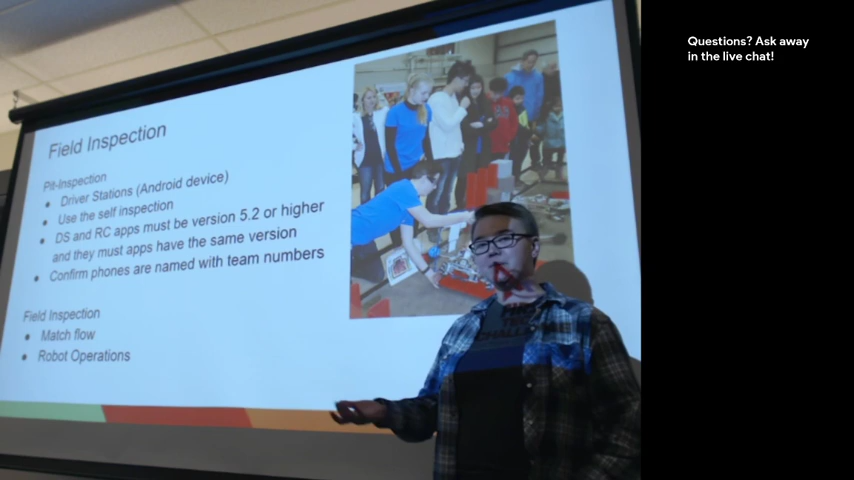 Questions? Ask away
in the live chat!
Field Inspection
Pit-Inspection
● Driver Stations (Android device)
● Use the self inspection
● DS and RC apps must be version 5.2 or higher
and they must apps have the same version
● Confirm phones are named with team numbers
Field Inspection
● Match flow
● Robot Operations